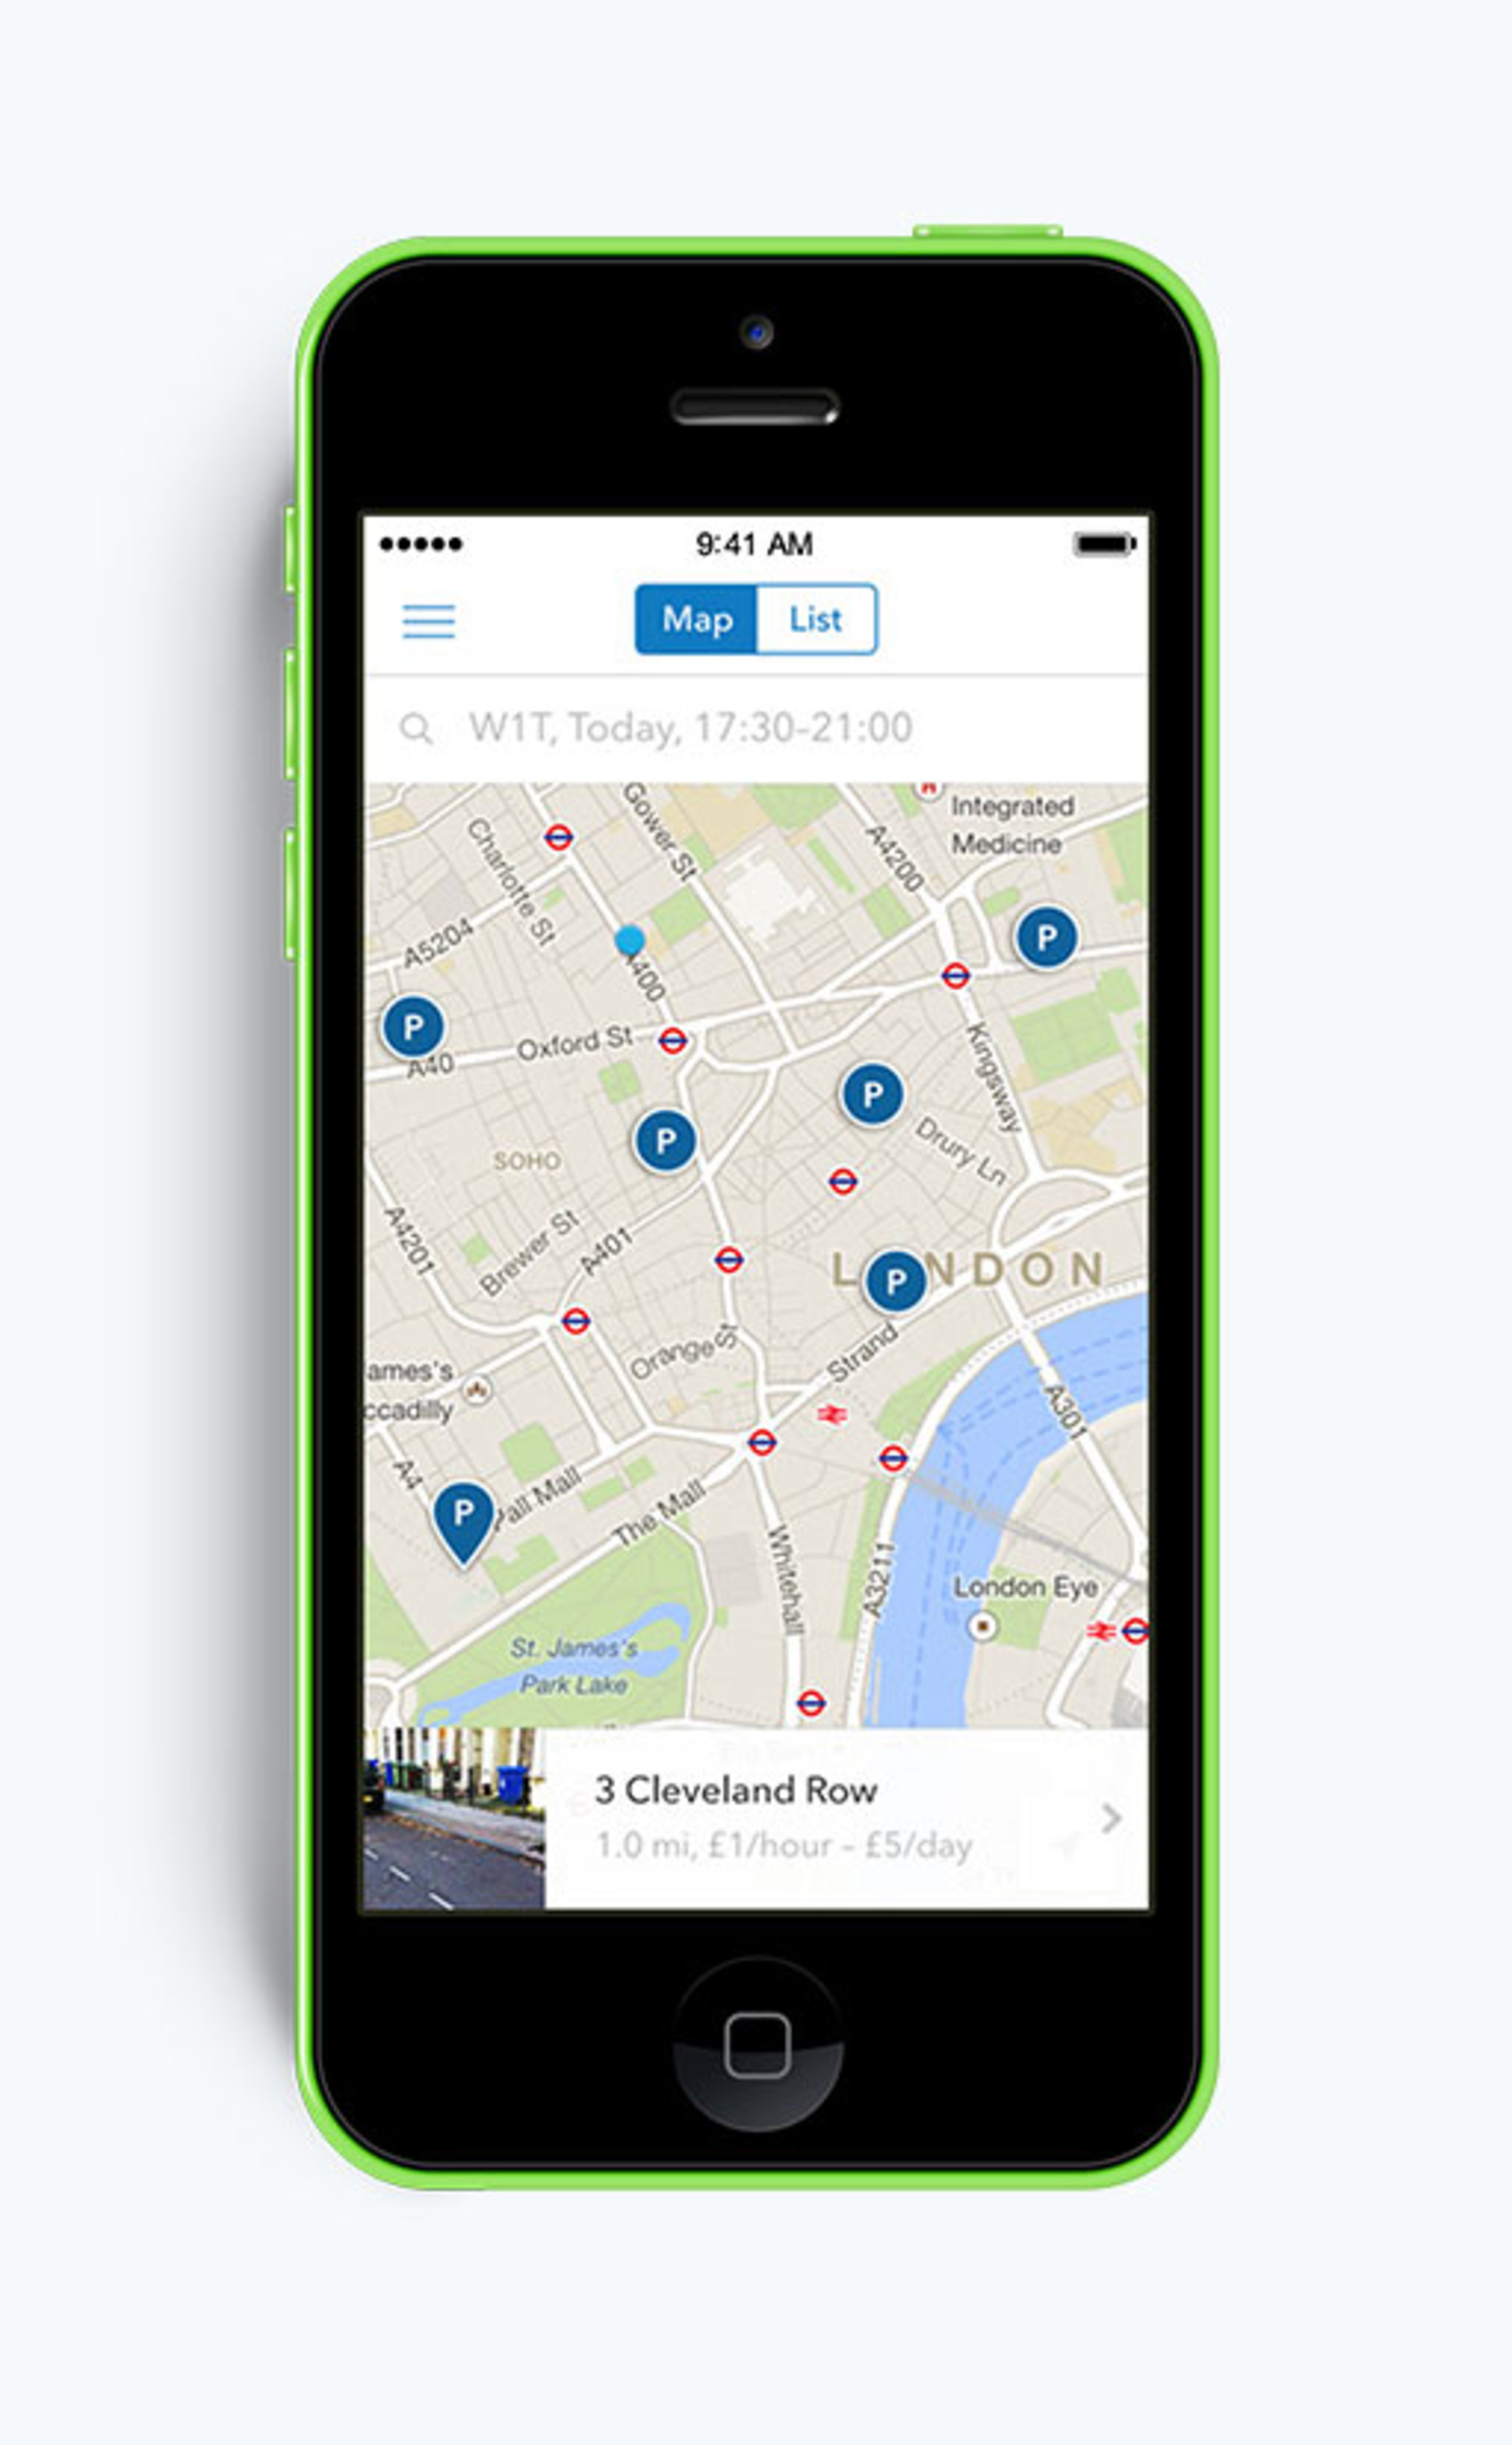 9:41 AM
Map List
W1T, Today, 17:30-21:00
Integrated
Medicine
Gower St
Charlotte St
A4200
A5204
P
A400
P
Oxford St
A40
Kingsway
P
Drury Ln
P
SOHO
A4201
Brewer St
A401
L NDON
P
Orange St
Strand
ames's
ccadilly
A301
A4
P
Pall Mall
The Mall
Whitehall
A3211
London Eye
St. James's
Park Lake
3 Cleveland Row
1.0 mi, £1/hour - £5/day